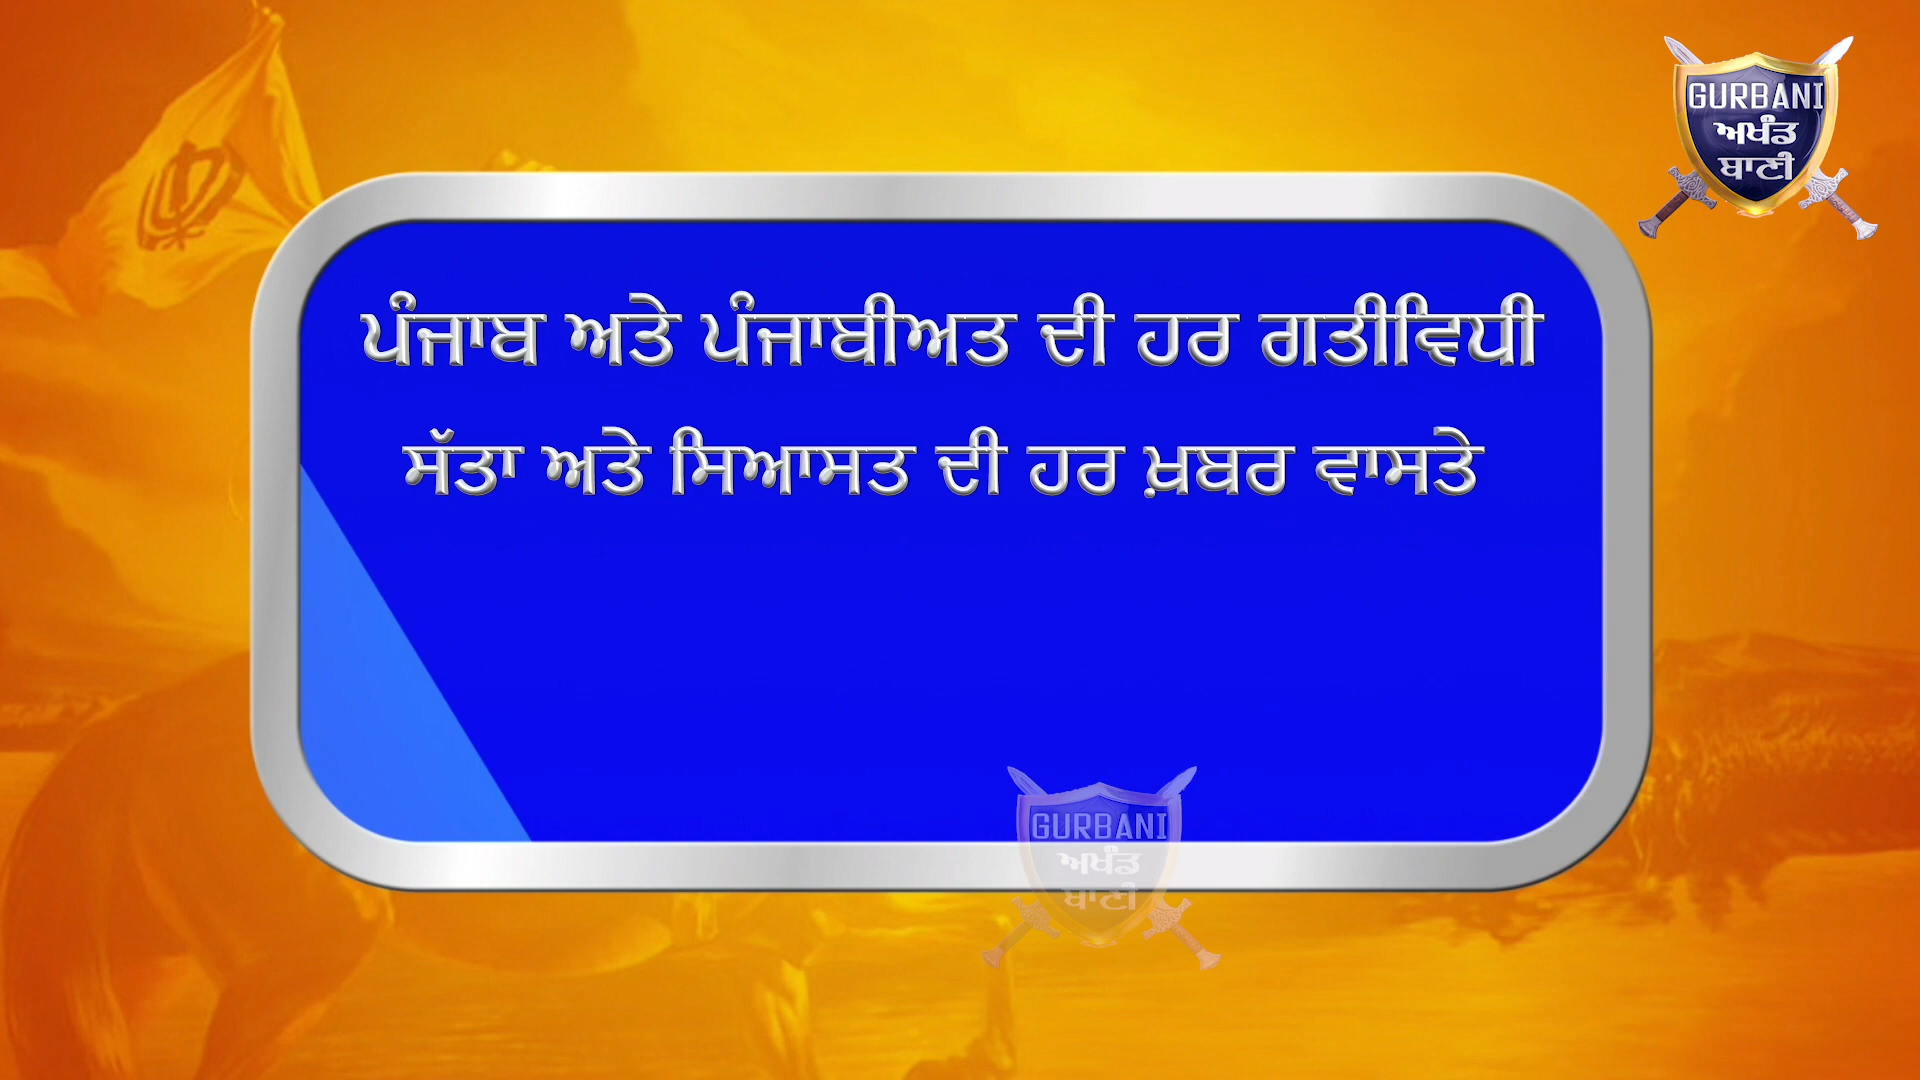 GURBANI
ਅਖੰਡ
ਬਾਣੀ
ਪੰਜਾਬ ਅਤੇ ਪੰਜਾਬੀਅਤ ਦੀ ਹਰ ਗਤੀਵਿਧੀ
ਸੱਤਾ ਅਤੇ ਸਿਆਸਤ ਦੀ ਹਰ ਖ਼ਬਰ ਵਾਸਤੇ
GURBANI
ਅਖੰਡ
ਬਾਣੀ